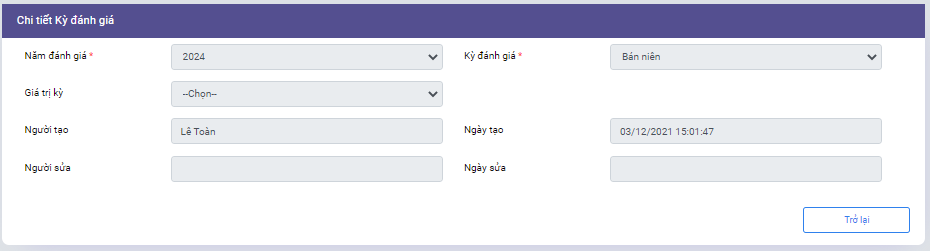 Chi tiết Kỳ đánh giá
Năm đánh giá * 2024 Kỳ đánh giá * Bán niên
Giá trị kỳ --Chọn--
Người tạo Lê Toàn Ngày tạo 03/12/2021 15:01:47
Người sửa Ngày sửa
Trở lại